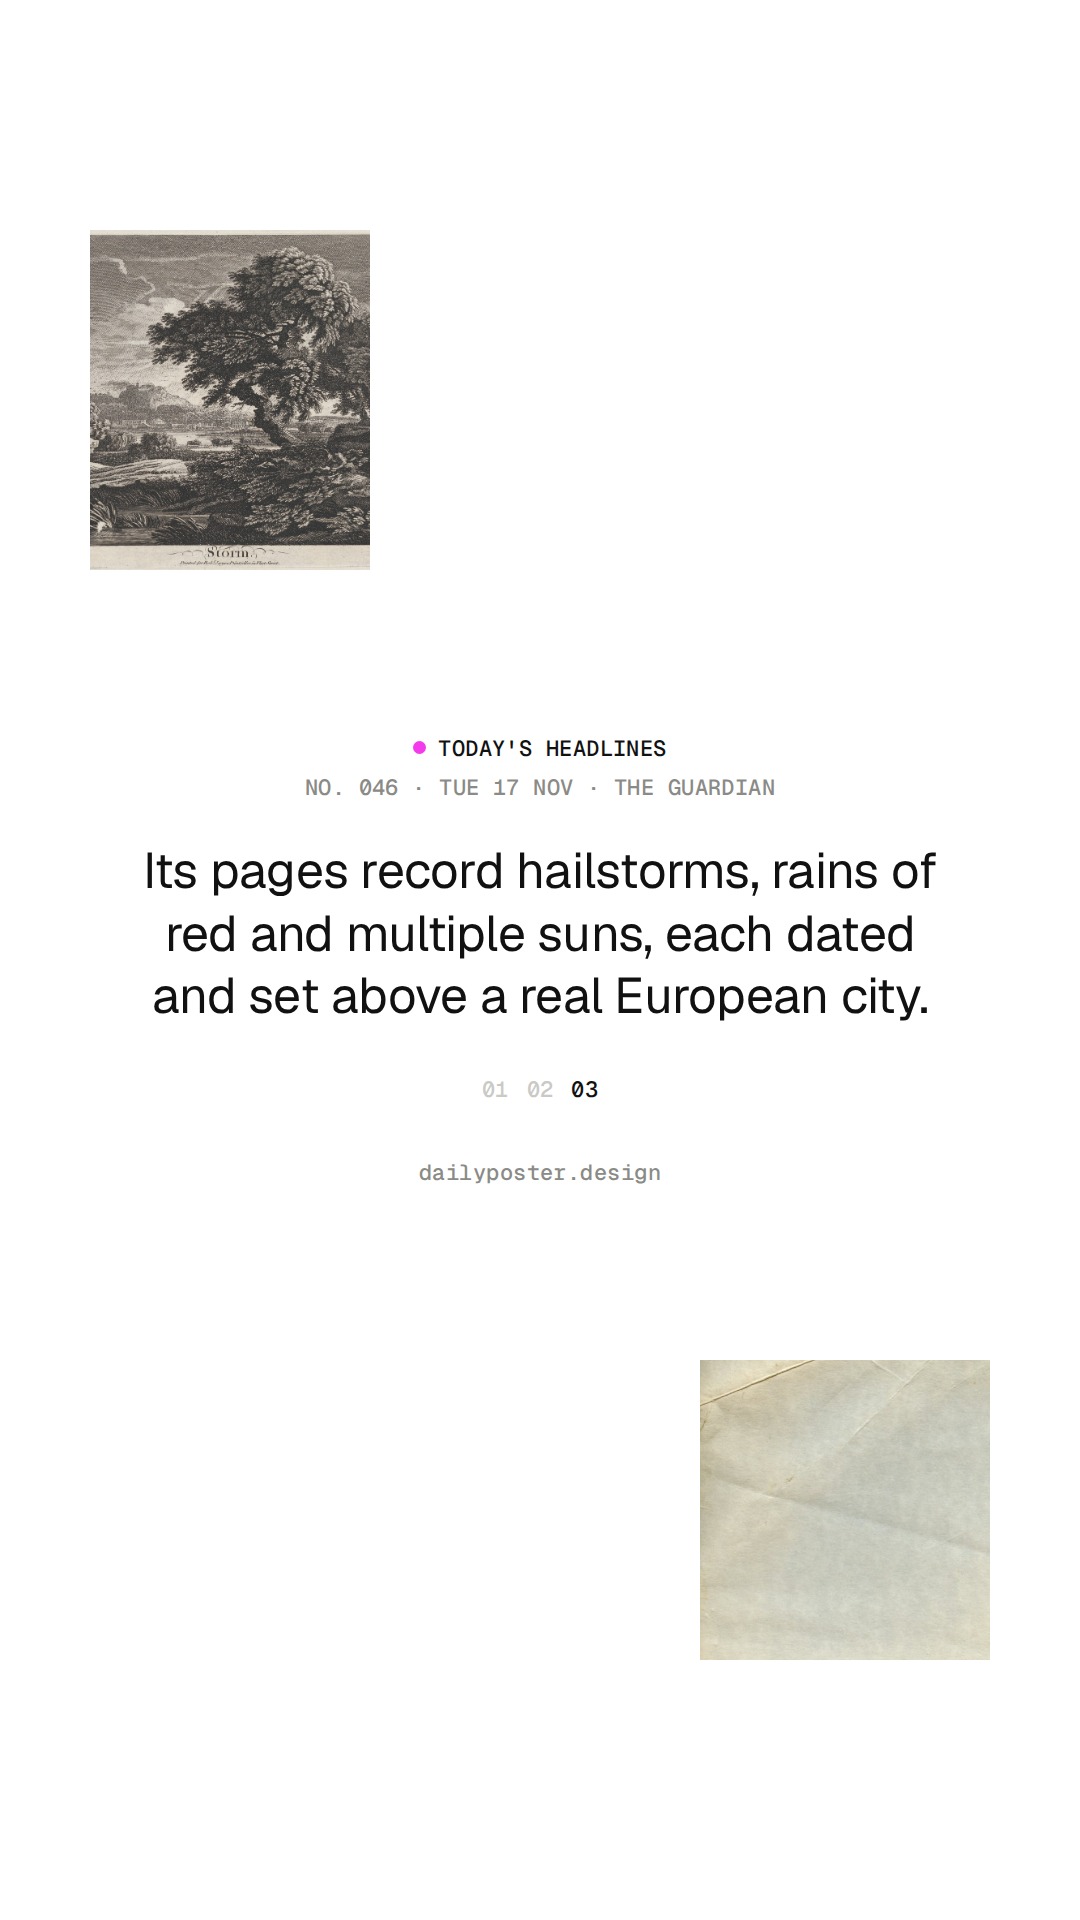 Storm.
TODAY'S HEADLINES
NO. 046 · TUE 17 NOV · THE GUARDIAN
Its pages record hailstorms, rains of
red and multiple suns, each dated
and set above a real European city.
01 02 03
dailyposter.design